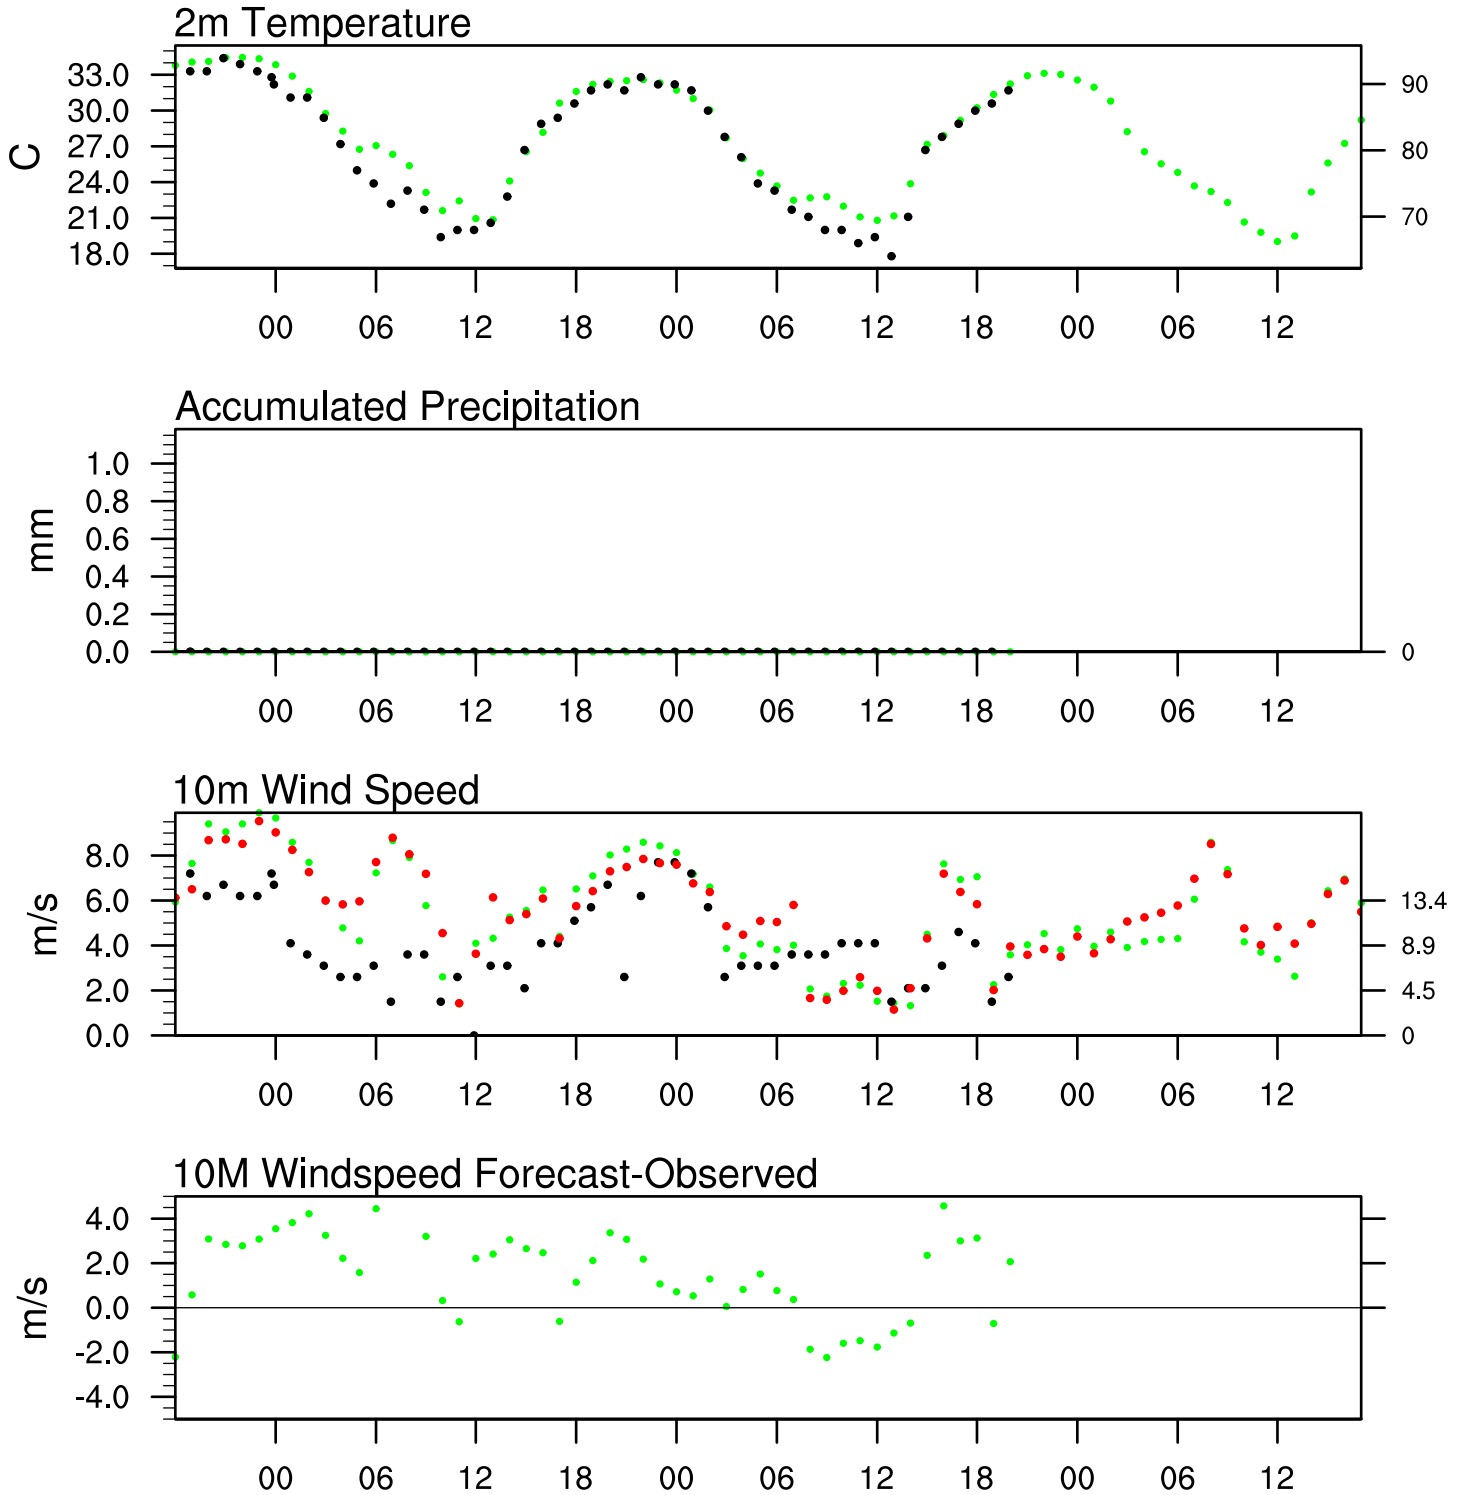 2m Temperature
33.0
30.0
27.0
24.0
21.0
18.0
C
90
80
70
00 06 12 18 00 06 12 18 00 06 12
Accumulated Precipitation
1.0
0.8
0.6
0.4
0.2
0.0
mm
0
00 06 12 18 00 06 12 18 00 06 12
10m Wind Speed
8.0
6.0
4.0
2.0
0.0
m/s
13.4
8.9
4.5
0
00 06 12 18 00 06 12 18 00 06 12
10M Windspeed Forecast-Observed
4.0
2.0
0.0
-2.0
-4.0
m/s
00 06 12 18 00 06 12 18 00 06 12